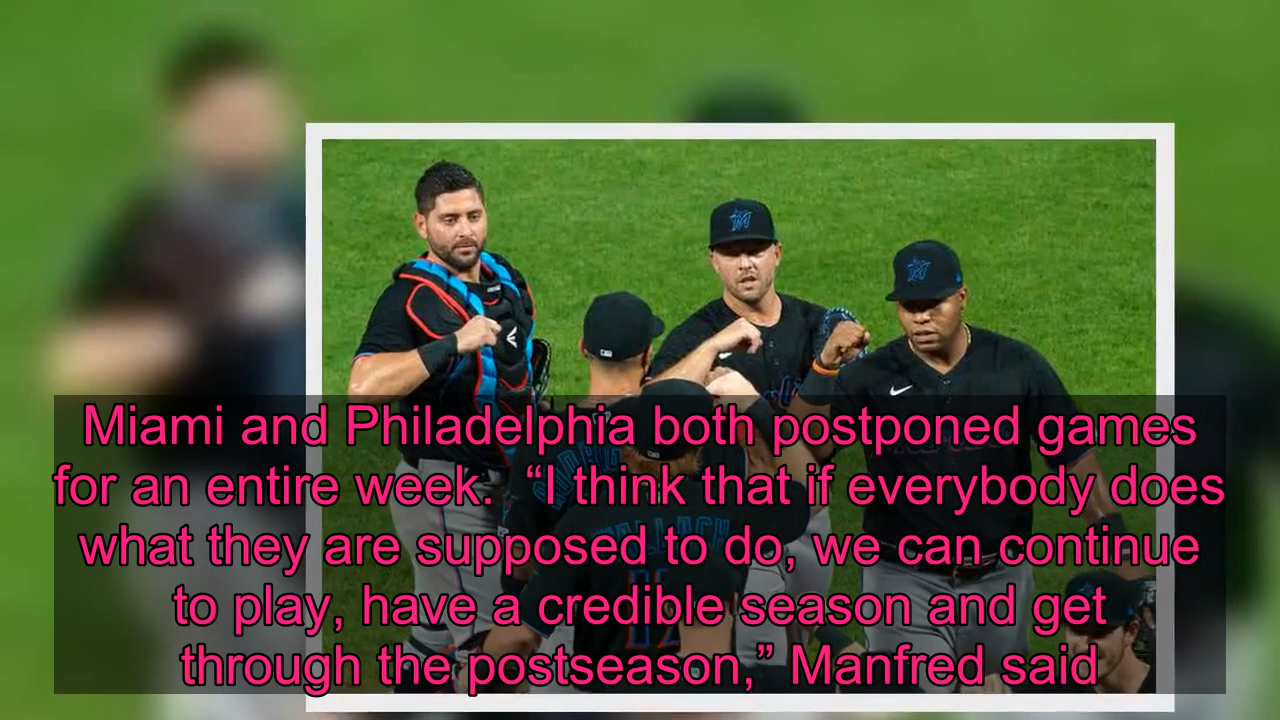 Miami and Philadelphia both postponed games
for an entire week.  “I think that if everybody does
what they are supposed to do, we can continue
to play, have a credible season and get
through the postseason,” Manfred said